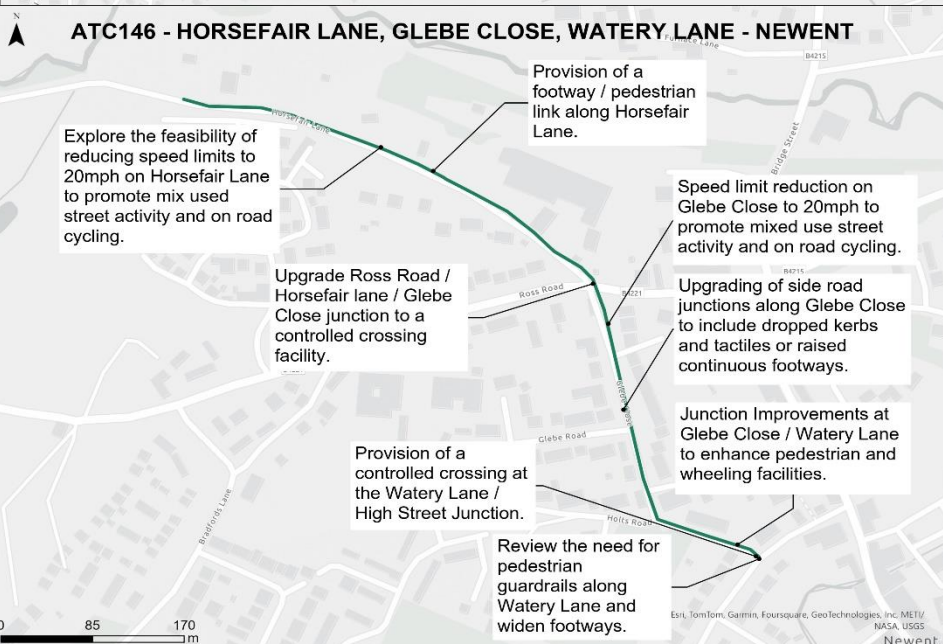 N
ATC146 - HORSEFAIR LANE, GLEBE CLOSE, WATERY LANE - NEWENT
Furnace Lane
B4215
Bridge Street
Horsefair Lane
Provision of a
footway / pedestrian
link along Horsefair
Lane.
Explore the feasibility of
reducing speed limits to
20mph on Horsefair Lane
to promote mix used
street activity and on road
cycling.
Speed limit reduction on
Glebe Close to 20mph to
promote mixed use street
activity and on road cycling.
Upgrade Ross Road /
Horsefair lane / Glebe
Close junction to a
controlled crossing
facility.
Ross Road
B4221
B4215
Upgrading of side road
junctions along Glebe Close
to include dropped kerbs
and tactiles or raised
continuous footways.
Glebe Close
Glebe Road
Junction Improvements at
Glebe Close / Watery Lane
to enhance pedestrian and
wheeling facilities.
Provision of a
controlled crossing at
the Watery Lane /
High Street Junction.
Bradfords Lane
Holts Road
Review the need for
pedestrian
guardrails along
Watery Lane and
widen footways.
0 85 170
m
Esri, TomTom, Garmin, Foursquare, GeoTechnologies, Inc, METI/
NASA, USGS
Newent